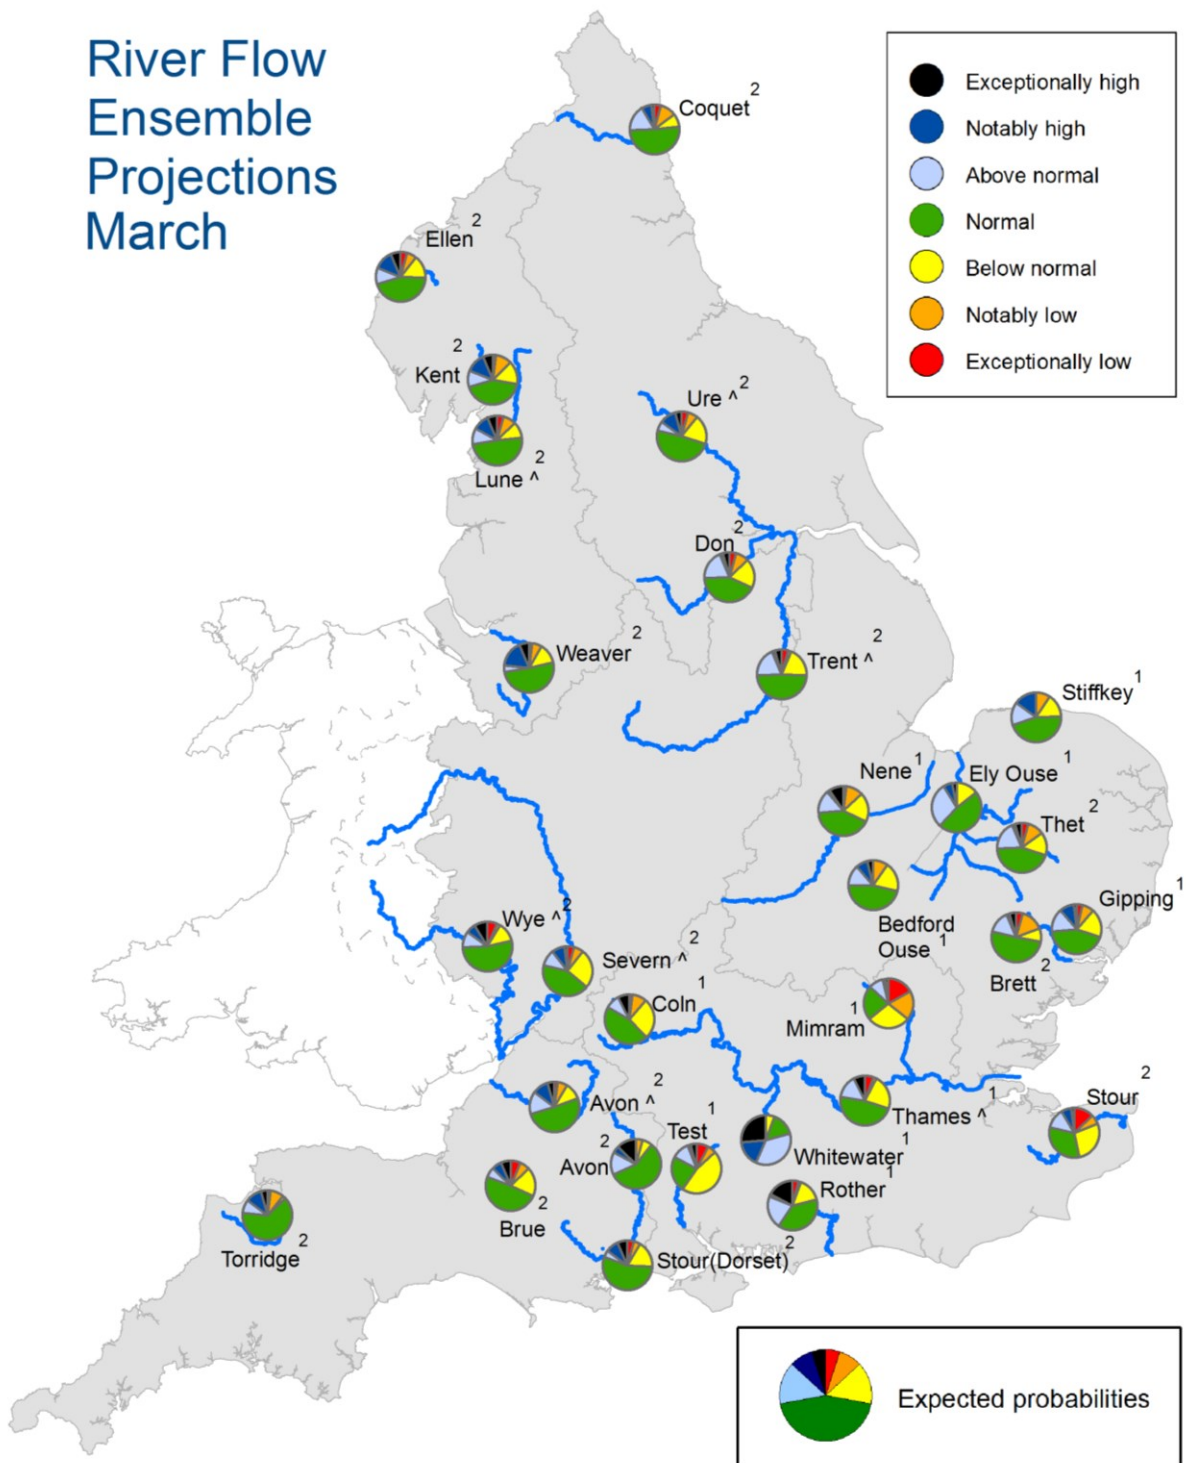 River Flow
Ensemble
Projections
March
Exceptionally high
Notably high
Above normal
Normal
Below normal
Notably low
Exceptionally low
Coquet 2
Ellen 2
Kent 2
Ure ^ 2
Lune ^ 2
Don 2
Weaver 2
Trent ^ 2
Stiffkey 1
Nene 1
Ely Ouse 1
Thet 2
Gipping 1
Bedford
Ouse 1
Brett 2
Wye ^ 2
Severn ^ 2
Coln 1
Mimram 1
Avon ^ 2
Thames ^ 1
Stour 2
Test 1
Avon 2
Whitewater 1
Rother 1
Brue 2
Torridge 2
Stour(Dorset) 2
Expected probabilities